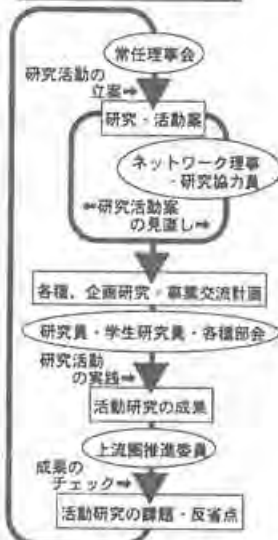 常任理事会
研究活動の
立案➡
研究・活動案
ネットワーク理事
・研究協力員
⬅研究活動案
の見直し➡
各種、企画研究・事業交流計画
研究員・学生研究員・各種部会
研究活動
の実践➡
活動研究の成果
上流圏推進委員
成果の
チェック➡
活動研究の課題・反省点